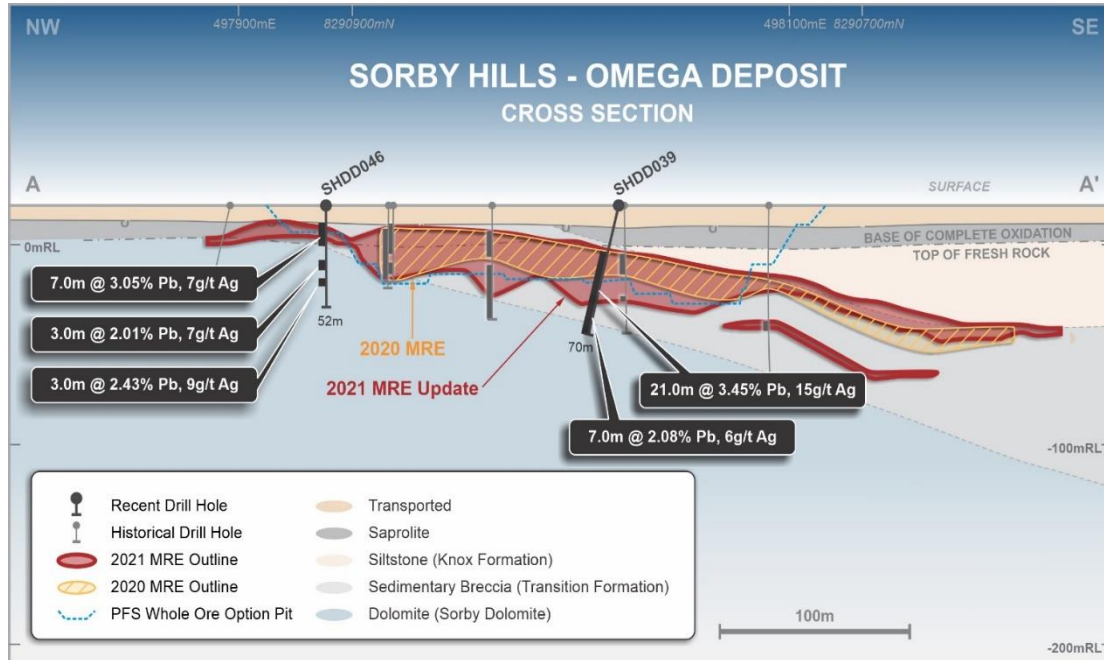 NW
497900mE
8290900mN
498100mE
8290700mN
SE
SORBY HILLS - OMEGA DEPOSIT
CROSS SECTION
A
SHDD046
SHDD039
SURFACE
A'
0mRL
BASE OF COMPLETE OXIDATION
TOP OF FRESH ROCK
7.0m @ 3.05% Pb, 7g/t Ag
3.0m @ 2.01% Pb, 7g/t Ag
3.0m @ 2.43% Pb, 9g/t Ag
52m
2020 MRE
2021 MRE Update
70m
21.0m @ 3.45% Pb, 15g/t Ag
7.0m @ 2.08% Pb, 6g/t Ag
-100mRLT
Recent Drill Hole
Historical Drill Hole
2021 MRE Outline
2020 MRE Outline
PFS Whole Ore Option Pit
Transported
Saprolite
Siltstone (Knox Formation)
Sedimentary Breccia (Transition Formation)
Dolomite (Sorby Dolomite)
100m
-200mRLT